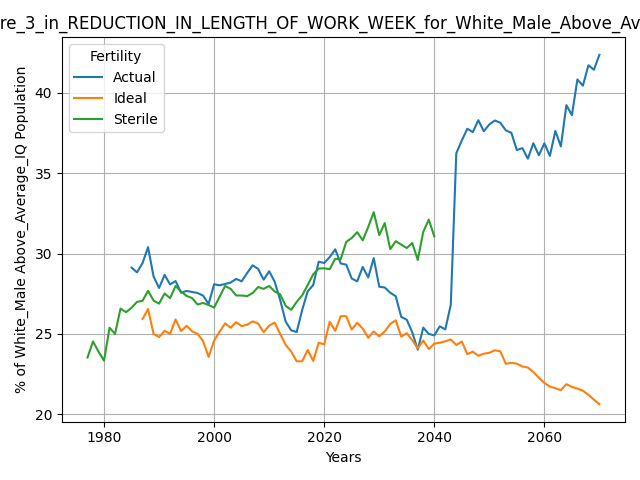 re_3_in_REDUCTION_IN_LENGTH_OF_WORK_WEEK_for_White_Male_Above_Av
Fertility
Actual
Ideal
Sterile
% of White_Male Above_Average_IQ Population
40
35
30
25
20
1980 2000 2020 2040 2060
Years